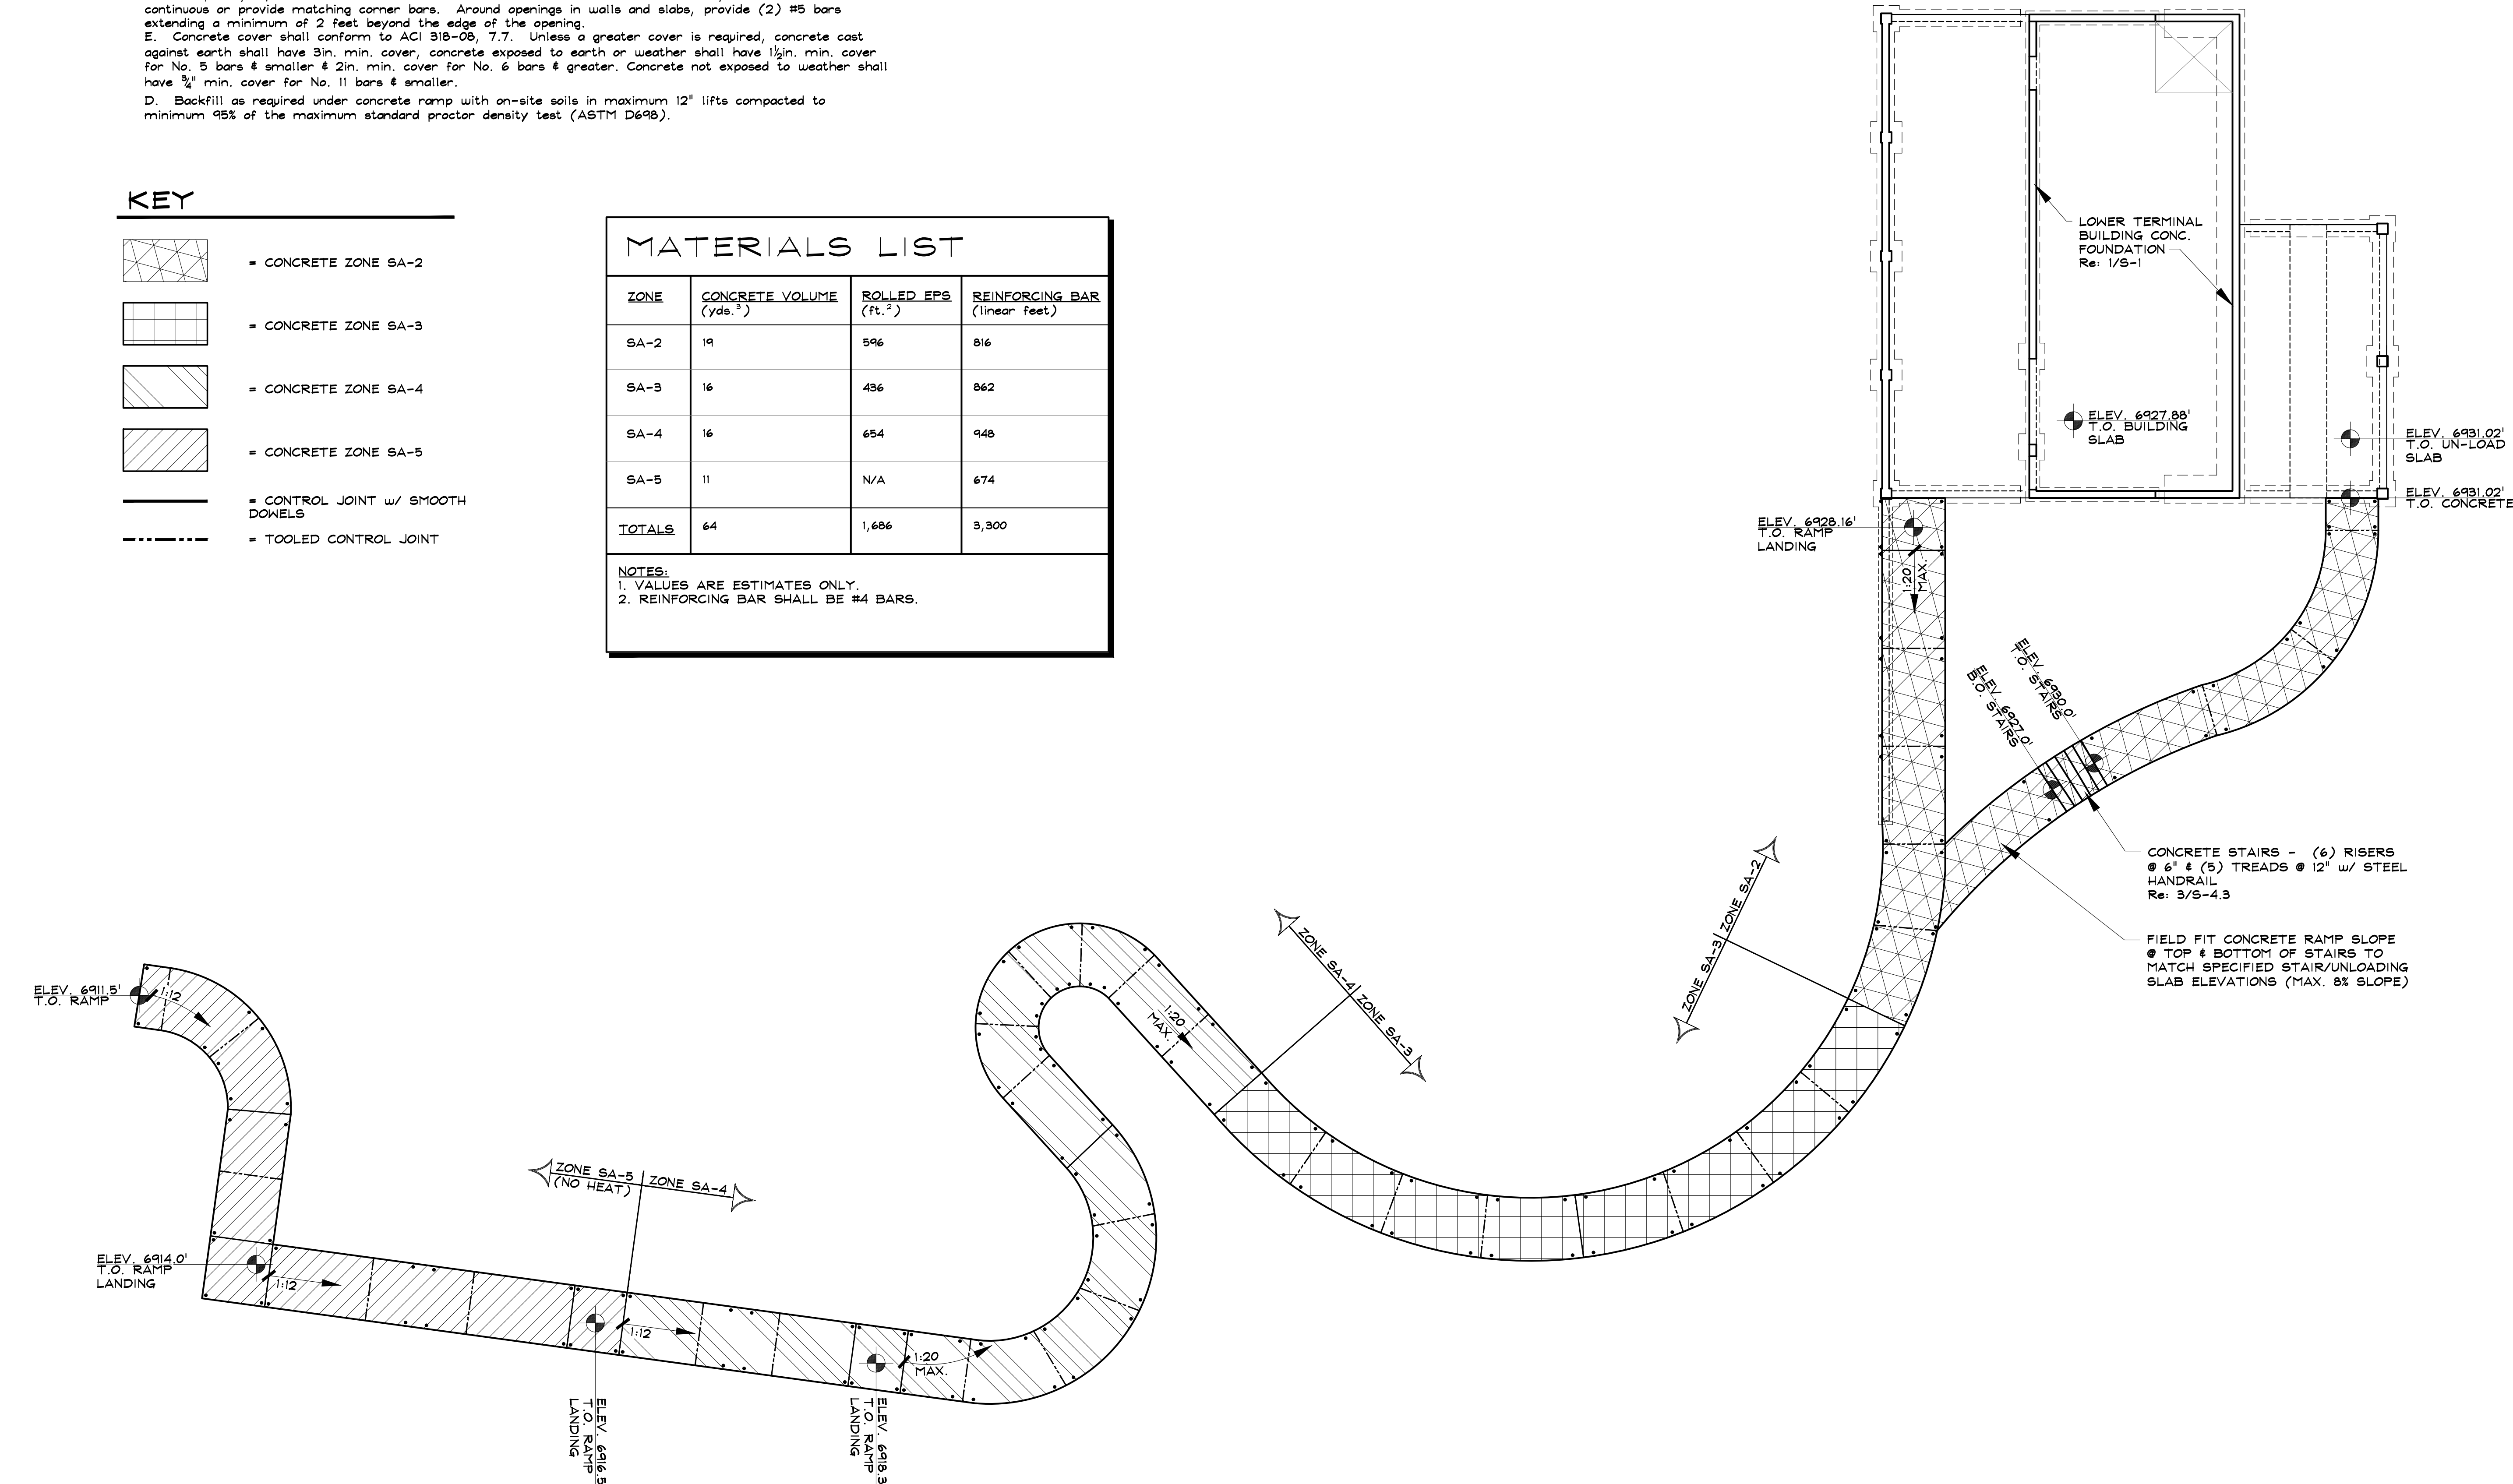 continuous or provide matching corner bars. Around openings in walls and slabs, provide (2) #5 bars
extending a minimum of 2 feet beyond the edge of the opening.
E. Concrete cover shall conform to ACI 318-08, 7.7. Unless a greater cover is required, concrete cast
against earth shall have 3in. min. cover, concrete exposed to earth or weather shall have 1½in. min. cover
for No. 5 bars & smaller & 2in. min. cover for No. 6 bars & greater. Concrete not exposed to weather shall
have ¾" min. cover for No. 11 bars & smaller.
D. Backfill as required under concrete ramp with on-site soils in maximum 12" lifts compacted to
minimum 95% of the maximum standard proctor density test (ASTM D698).
KEY
= CONCRETE ZONE SA-2
= CONCRETE ZONE SA-3
= CONCRETE ZONE SA-4
= CONCRETE ZONE SA-5
= CONTROL JOINT w/ SMOOTH
DOWELS
= TOOLED CONTROL JOINT
MATERIALS LIST
ZONE CONCRETE VOLUME (yds.³) ROLLED EPS (ft.²) REINFORCING BAR (linear feet)
SA-2 19 596 816
SA-3 16 436 862
SA-4 16 654 948
SA-5 11 N/A 674
TOTALS 64 1,686 3,300
NOTES:
1. VALUES ARE ESTIMATES ONLY.
2. REINFORCING BAR SHALL BE #4 BARS.
LOWER TERMINAL
BUILDING CONC.
FOUNDATION
Re: 1/S-1
ELEV. 6927.88'
T.O. BUILDING
SLAB
ELEV. 6931.02'
T.O. UN-LOAD
SLAB
ELEV. 6931.02'
T.O. CONCRETE
ELEV. 6928.16'
T.O. RAMP
LANDING
1:20
MAX.
ELEV. 6930.0'
T.O. STAIRS
ELEV. 6927.0'
B.O. STAIRS
CONCRETE STAIRS - (6) RISERS
@ 6" & (5) TREADS @ 12" w/ STEEL
HANDRAIL
Re: 3/S-4.3
FIELD FIT CONCRETE RAMP SLOPE
@ TOP & BOTTOM OF STAIRS TO
MATCH SPECIFIED STAIR/UNLOADING
SLAB ELEVATIONS (MAX. 8% SLOPE)
ZONE SA-3
ZONE SA-2
ZONE SA-4
ZONE SA-3
1:20
MAX.
ELEV. 6911.5'
T.O. RAMP
1:12
ZONE SA-5
(NO HEAT)
ZONE SA-4
ELEV. 6914.0'
T.O. RAMP
LANDING
1:12
1:12
1:20
MAX.
ELEV. 6916.5
T.O. RAMP
LANDING
ELEV. 6918.3
T.O. RAMP
LANDING